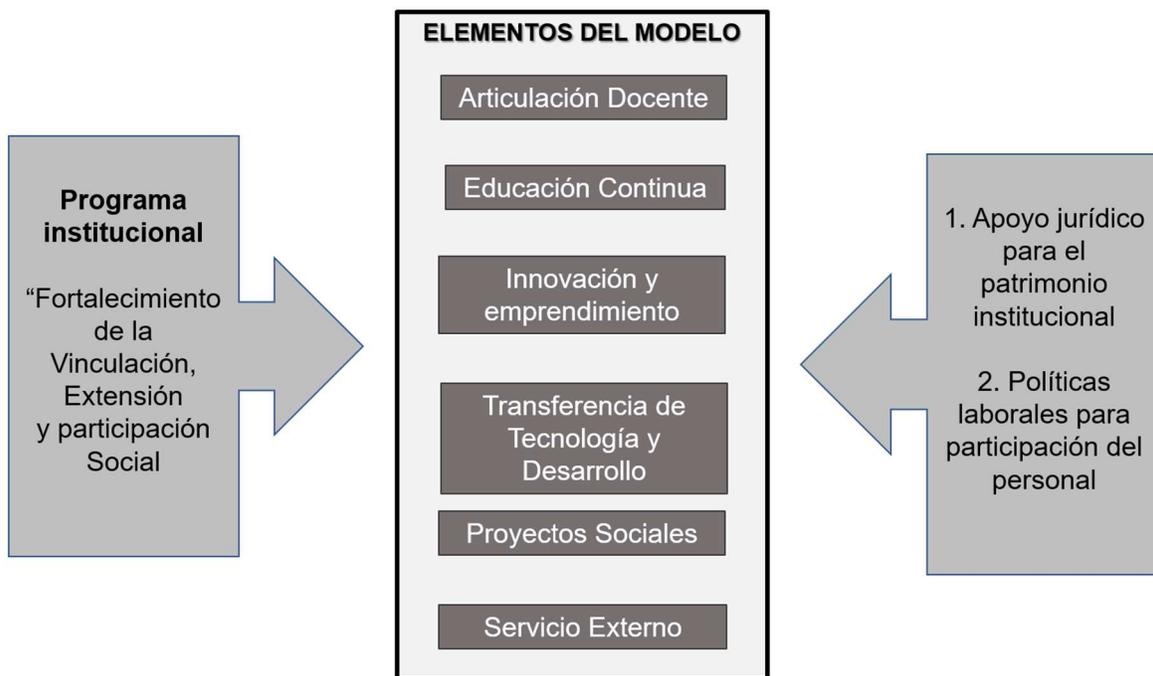 Programa
institucional
“Fortalecimiento
de la
Vinculación,
Extensión
y participación
Social
ELEMENTOS DEL MODELO
Articulación Docente
Educación Continua
Innovación y
emprendimiento
Transferencia de
Tecnología y
Desarrollo
Proyectos Sociales
Servicio Externo
1. Apoyo jurídico
para el
patrimonio
institucional
2. Políticas
laborales para
participación del
personal